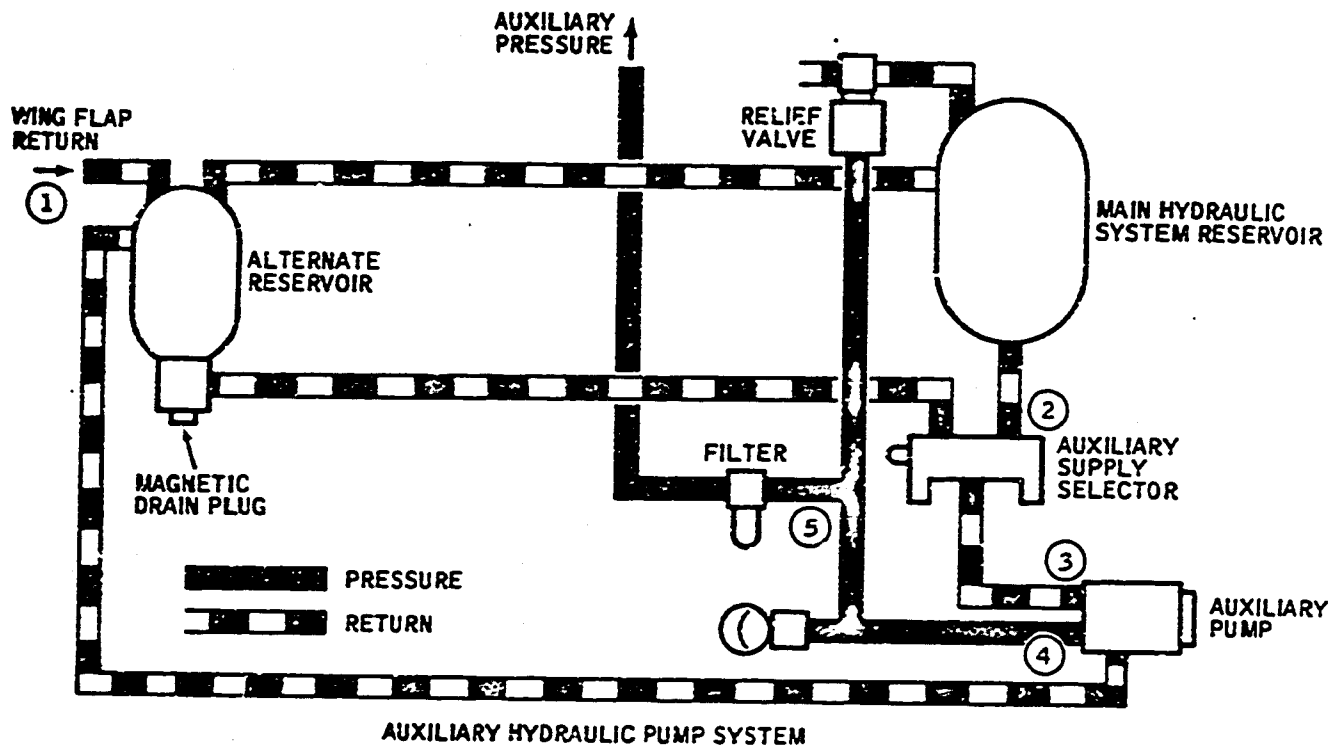 AUXILIARY
PRESSURE
WING FLAP
RETURN
1
RELIEF
VALVE
MAIN HYDRAULIC
SYSTEM RESERVOIR
ALTERNATE
RESERVOIR
2
FILTER
AUXILIARY
SUPPLY
SELECTOR
MAGNETIC
DRAIN PLUG
5
3
PRESSURE
RETURN
AUXILIARY
PUMP
4
AUXILIARY HYDRAULIC PUMP SYSTEM